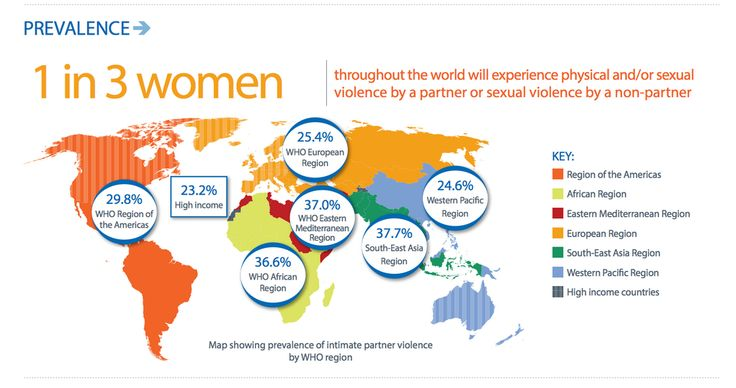 PREVALENCE
1 in 3 women
throughout the world will experience physical and/or sexual
violence by a partner or sexual violence by a non-partner
25.4%
WHO European
Region
23.2%
High income
29.8%
WHO Region of
the Americas
37.0%
WHO Eastern
Mediterranean
Region
24.6%
Western Pacific
Region
37.7%
South-East Asia
Region
36.6%
WHO African
Region
KEY:
Region of the Americas
African Region
Eastern Mediterranean Region
European Region
South-East Asia Region
Western Pacific Region
High income countries
Map showing prevalence of intimate partner violence
by WHO region